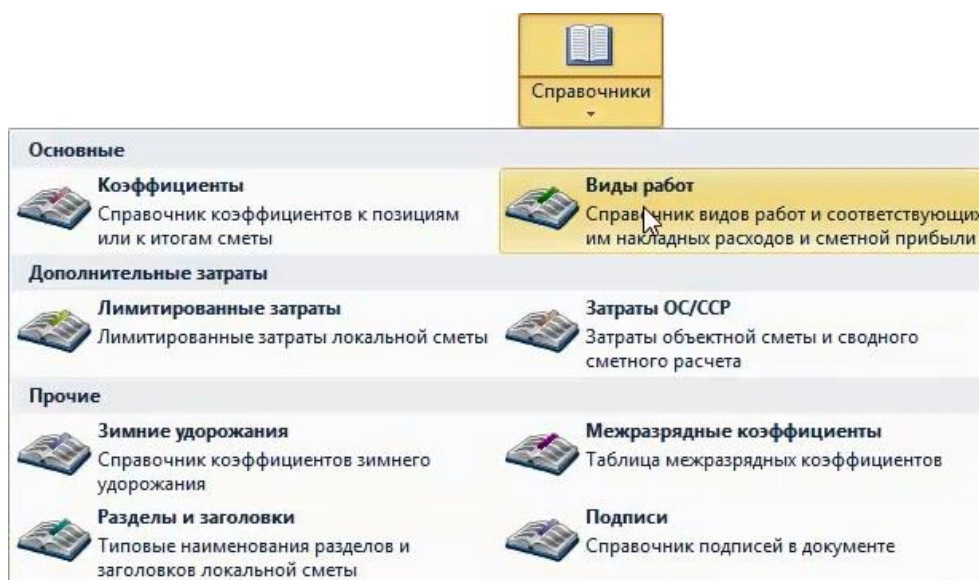 Справочники
Основные
Коэффициенты
Справочник коэффициентов к позициям
или к итогам сметы
Виды работ
Справочник видов работ и соответствующих
им накладных расходов и сметной прибыли
Дополнительные затраты
Лимитированные затраты
Лимитированные затраты локальной сметы
Затраты ОС/ССР
Затраты объектной сметы и сводного
сметного расчета
Прочие
Зимние удорожания
Справочник коэффициентов зимнего
удорожания
Межразрядные коэффициенты
Таблица межразрядных коэффициентов
Разделы и заголовки
Типовые наименования разделов и
заголовков локальной сметы
Подписи
Справочник подписей в документе